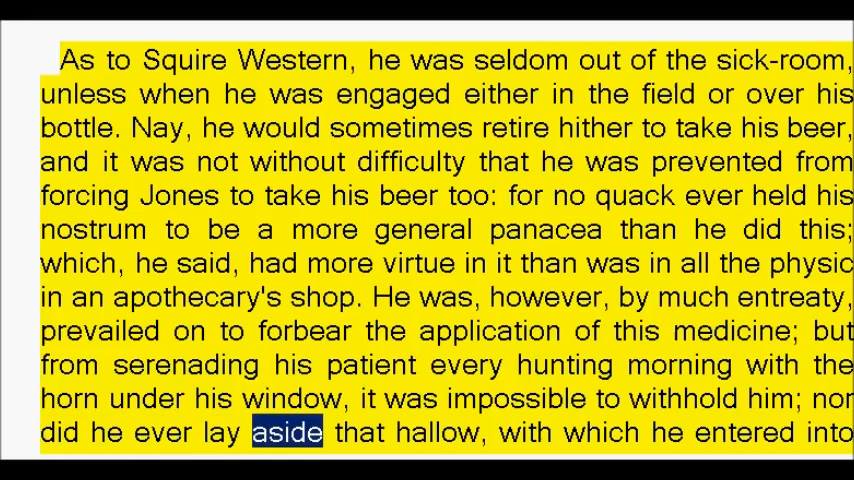 As to Squire Western, he was seldom out of the sick-room,
unless when he was engaged either in the field or over his
bottle. Nay, he would sometimes retire hither to take his beer,
and it was not without difficulty that he was prevented from
forcing Jones to take his beer too: for no quack ever held his
nostrum to be a more general panacea than he did this;
which, he said, had more virtue in it than was in all the physic
in an apothecary's shop. He was, however, by much entreaty,
prevailed on to forbear the application of this medicine; but
from serenading his patient every hunting morning with the
horn under his window, it was impossible to withhold him; nor
did he ever lay aside that hallow, with which he entered into